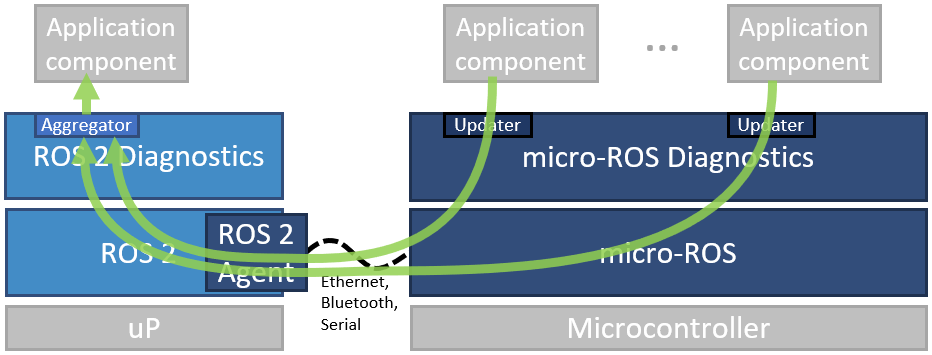 Application
component
Application
component
...
Application
component
Aggregator
ROS 2 Diagnostics
Updater
Updater
micro-ROS Diagnostics
ROS 2
ROS 2
Agent
micro-ROS
Ethernet,
Bluetooth,
Serial
uP
Microcontroller